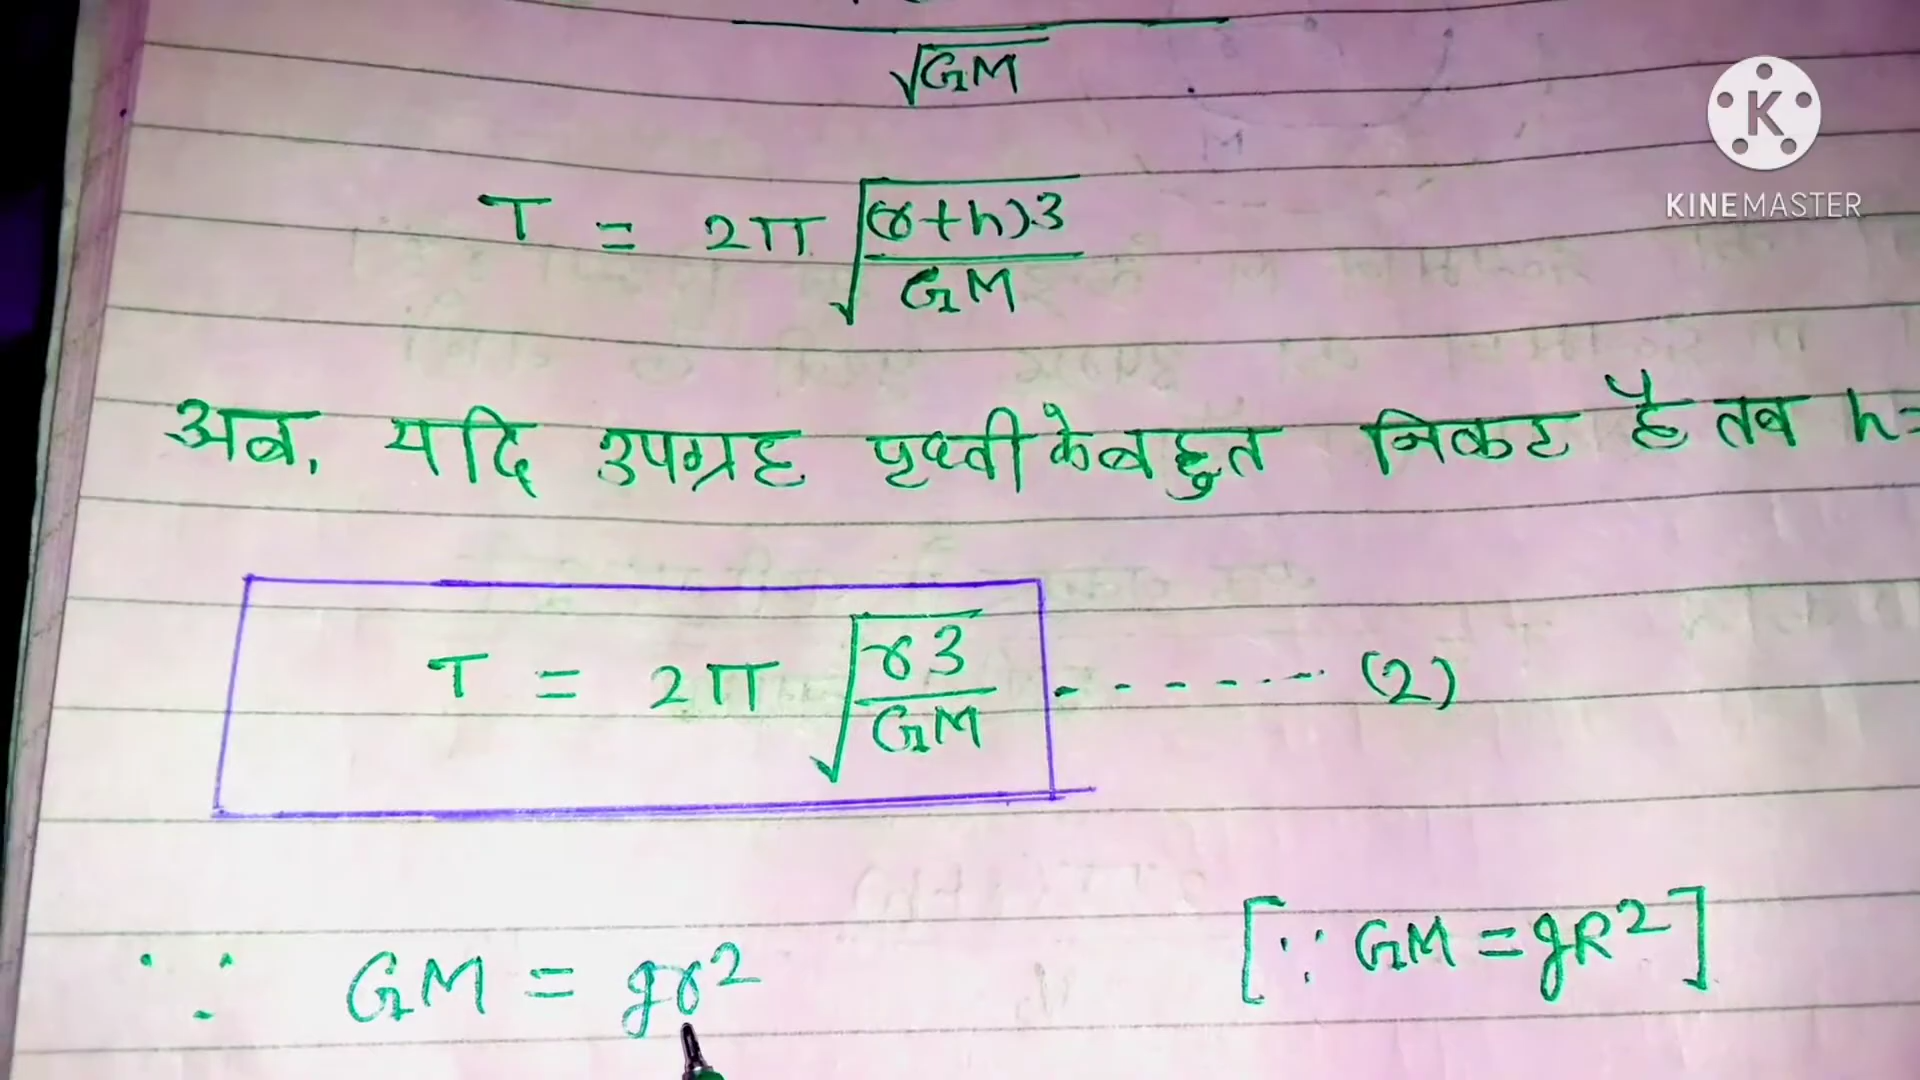 √GM
KINEMASTER
T = 2π √(r+h)3
GM
अब, यदि उपग्रह पृथ्वी के बहुत निकट है तब h=
T = 2π √r3 ------- (2)
GM
∵ GM = gr2 [∵ GM = gR2]